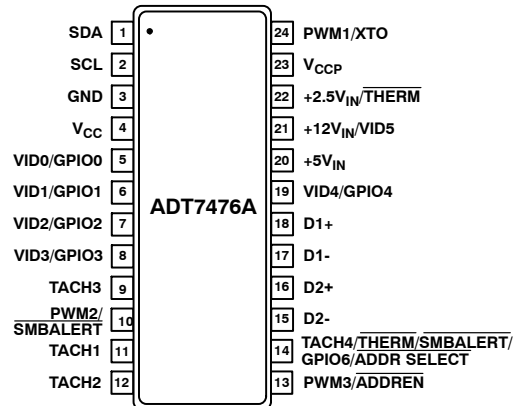 SDA 1
SCL 2
GND 3
VCC 4
VID0/GPIO0 5
VID1/GPIO1 6
VID2/GPIO2 7
VID3/GPIO3 8
TACH3 9
PWM2/
SMBALERT 10
TACH1 11
TACH2 12
ADT7476A
24 PWM1/XTO
23 VCCP
22 +2.5VIN/THERM
21 +12VIN/VID5
20 +5VIN
19 VID4/GPIO4
18 D1+
17 D1-
16 D2+
15 D2-
14 TACH4/THERM/SMBALERT/
GPIO6/ADDR SELECT
13 PWM3/ADDREN